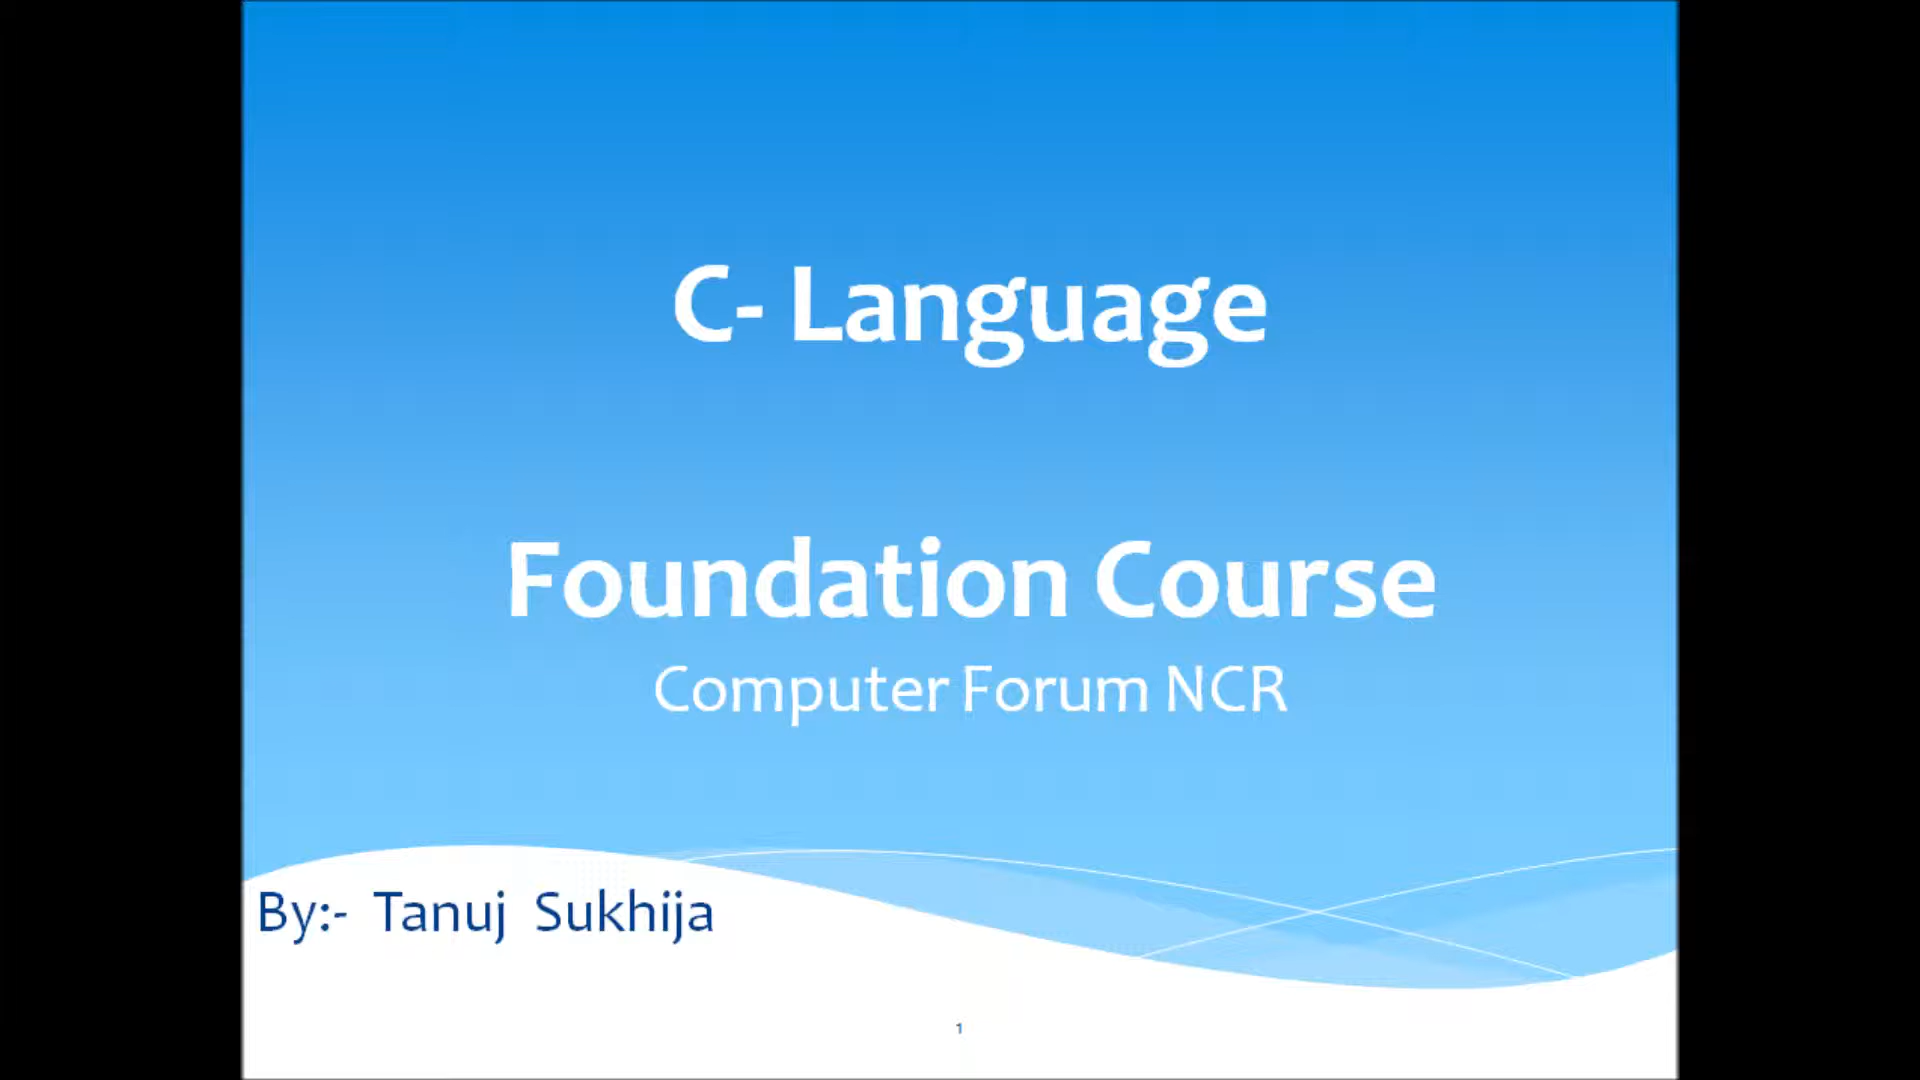 C- Language
Foundation Course
Computer Forum NCR
By:- Tanuj Sukhija
1